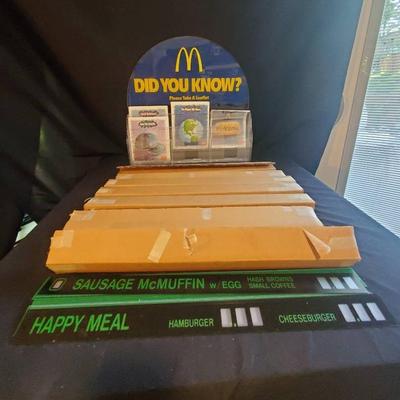 DID YOU KNOW?
Please Take A Leaflet
SAUSAGE McMUFFIN w/ EGG HASH BROWNS
SMALL COFFEE
HAPPY MEAL HAMBURGER CHEESEBURGER